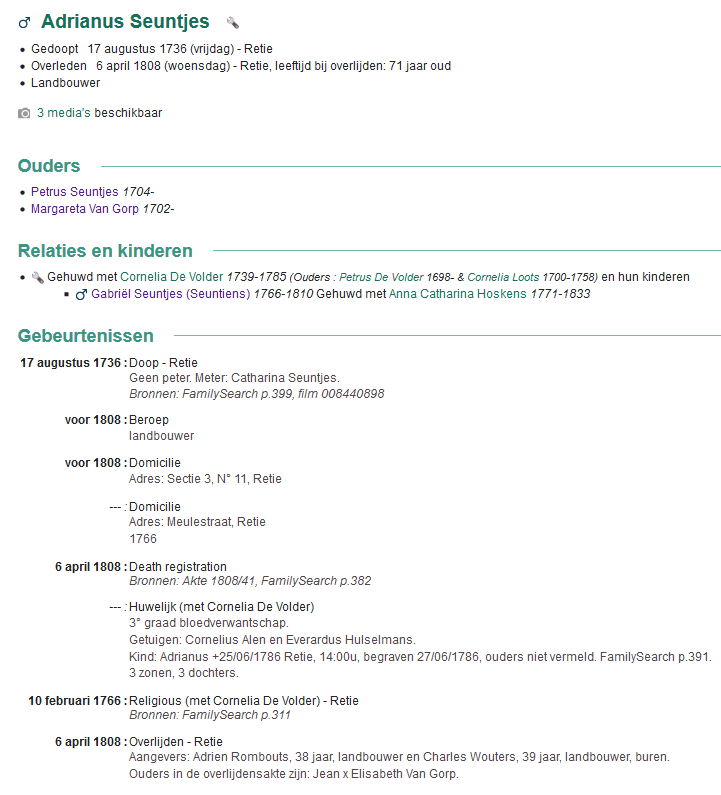 Adrianus Seuntjes
Gedoopt 17 augustus 1736 (vrijdag) - Retie
Overleden 6 april 1808 (woensdag) - Retie, leeftijd bij overlijden: 71 jaar oud
Landbouwer
3 media's beschikbaar
Ouders
Petrus Seuntjes 1704-
Margareta Van Gorp 1702-
Relaties en kinderen
Gehuwd met Cornelia De Volder 1739-1785 (Ouders : Petrus De Volder 1698- & Cornelia Loots 1700-1758) en hun kinderen
Gabriël Seuntjes (Seuntiens) 1766-1810 Gehuwd met Anna Catharina Hoskens 1771-1833
Gebeurtenissen
17 augustus 1736 : Doop - Retie
Geen peter. Meter: Catharina Seuntjes.
Bronnen: FamilySearch p.399, film 008440898
voor 1808 : Beroep
landbouwer
voor 1808 : Domicilie
Adres: Sectie 3, N° 11, Retie
--- : Domicilie
Adres: Meulestraat, Retie
1766
6 april 1808 : Death registration
Bronnen: Akte 1808/41, FamilySearch p.382
--- : Huwelijk (met Cornelia De Volder)
3° graad bloedverwantschap.
Getuigen: Cornelius Alen en Everardus Hulselmans.
Kind: Adrianus +25/06/1786 Retie, 14:00u, begraven 27/06/1786, ouders niet vermeld. FamilySearch p.391.
3 zonen, 3 dochters.
10 februari 1766 : Religious (met Cornelia De Volder) - Retie
Bronnen: FamilySearch p.311
6 april 1808 : Overlijden - Retie
Aangevers: Adrien Rombouts, 38 jaar, landbouwer en Charles Wouters, 39 jaar, landbouwer, buren.
Ouders in de overlijdensakte zijn: Jean x Elisabeth Van Gorp.